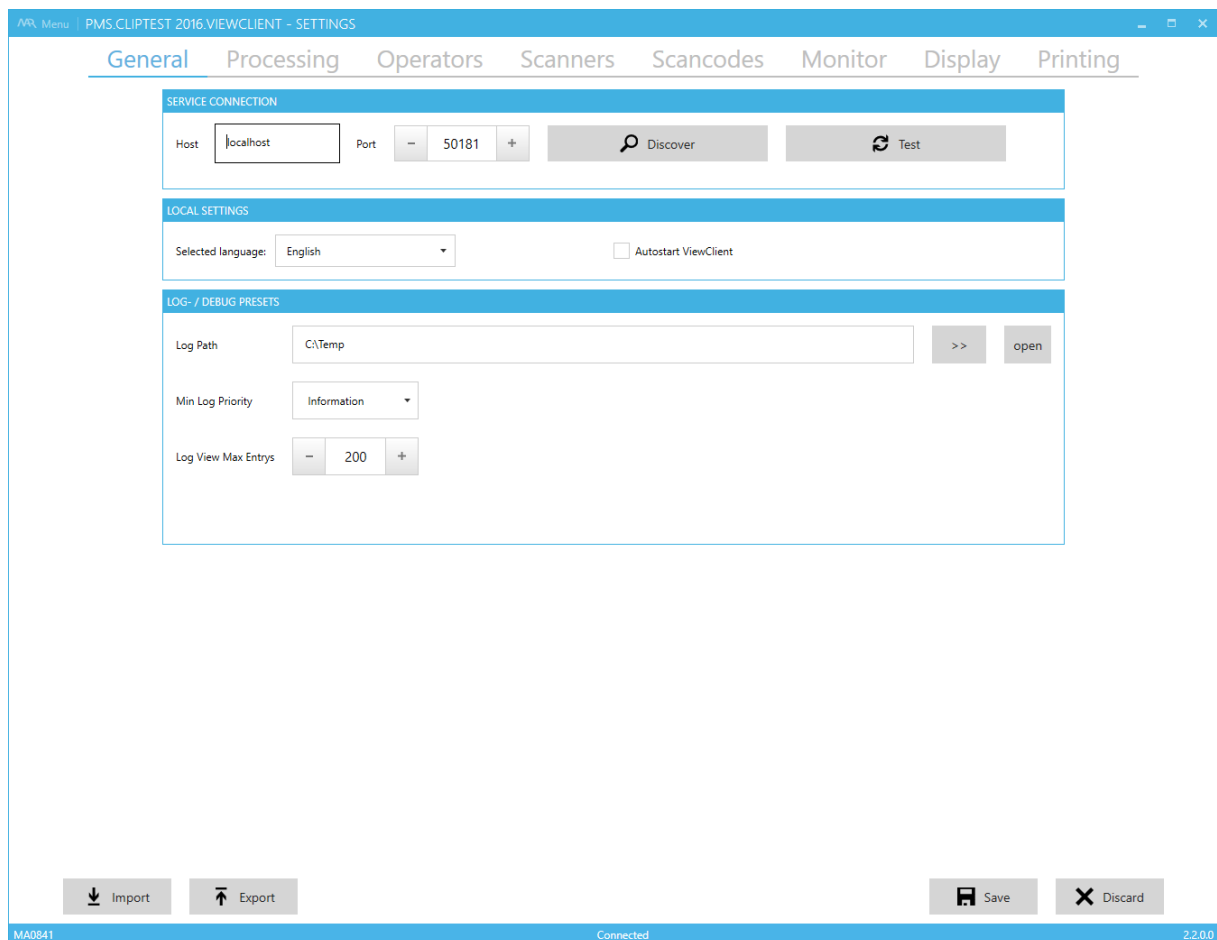 Menu PMS.CLIPTEST 2016.VIEWCLIENT - SETTINGS
General Processing Operators Scanners Scancodes Monitor Display Printing
SERVICE CONNECTION
Host localhost Port - 50181 + Discover Test
LOCAL SETTINGS
Selected language: English Autostart ViewClient
LOG- / DEBUG PRESETS
Log Path C:\Temp >> open
Min Log Priority Information
Log View Max Entrys - 200 +
Import Export Save Discard
MA0841 Connected 2.2.0.0